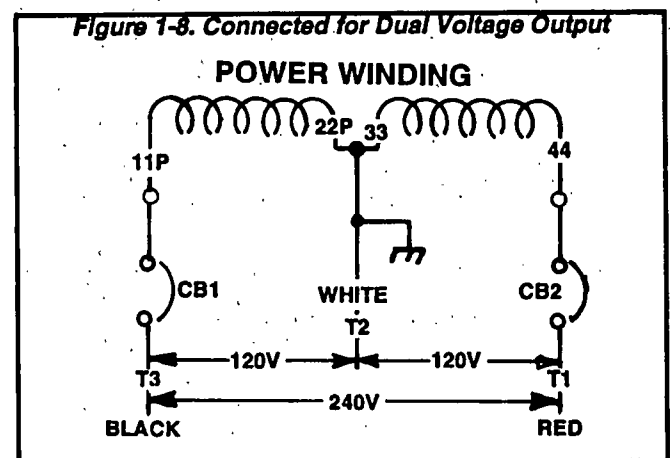 Figure 1-8. Connected for Dual Voltage Output
POWER WINDING
22P 33
11P 44
CB1 WHITE CB2
T2
120V 120V
T3 T1
240V
BLACK RED